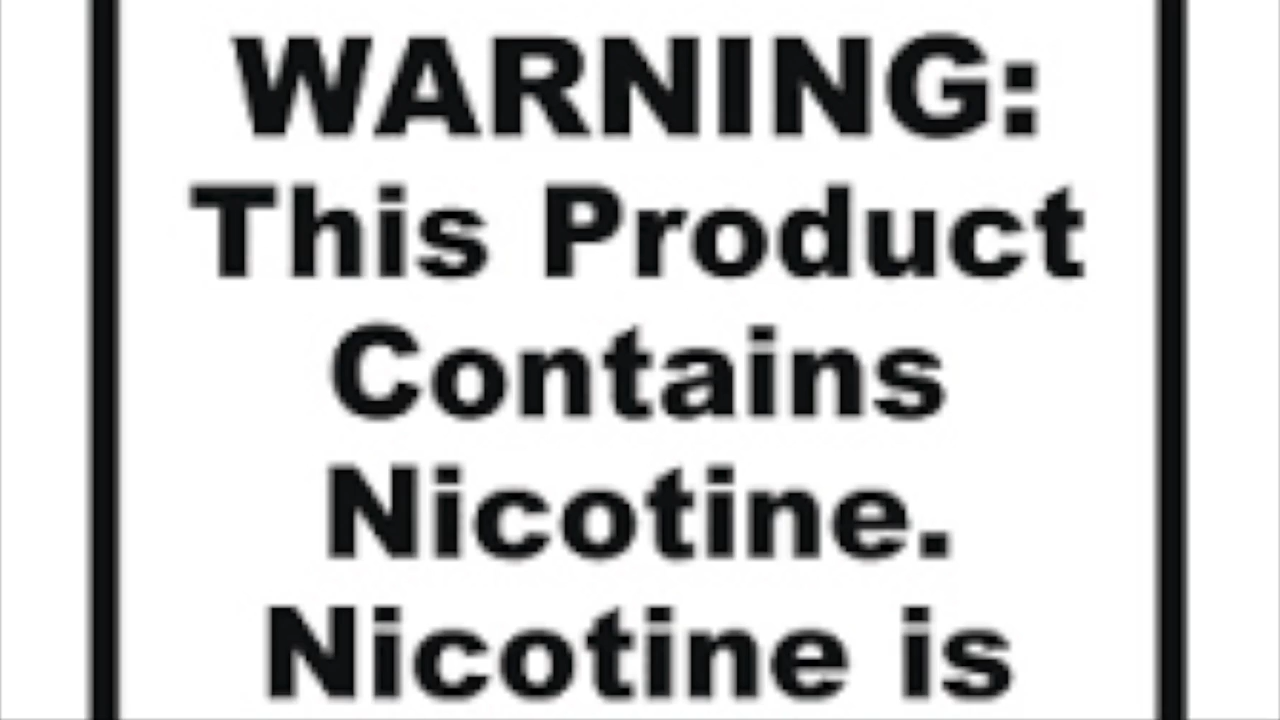 WARNING:
This Product
Contains
Nicotine.
Nicotine is